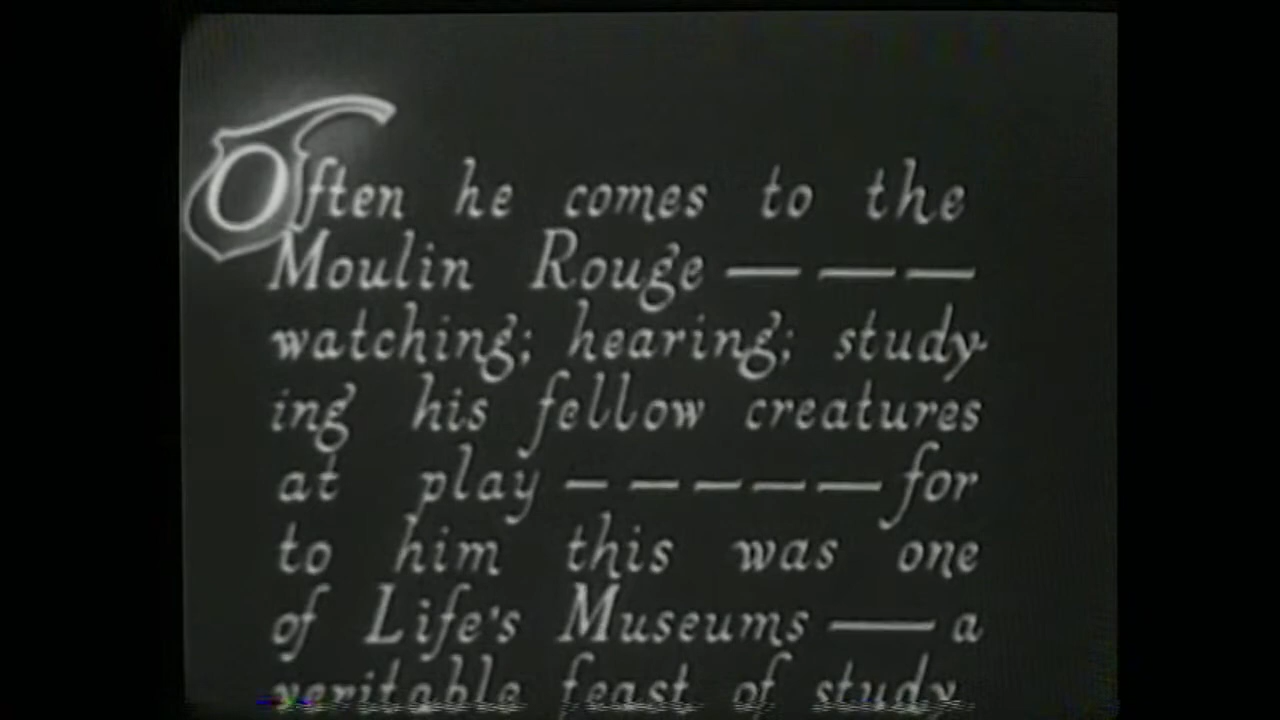 Often he comes to the
Moulin Rouge — — —
watching; hearing; study
ing his fellow creatures
at play — — — — — for
to him this was one
of Life's Museums — a
veritable feast of study.